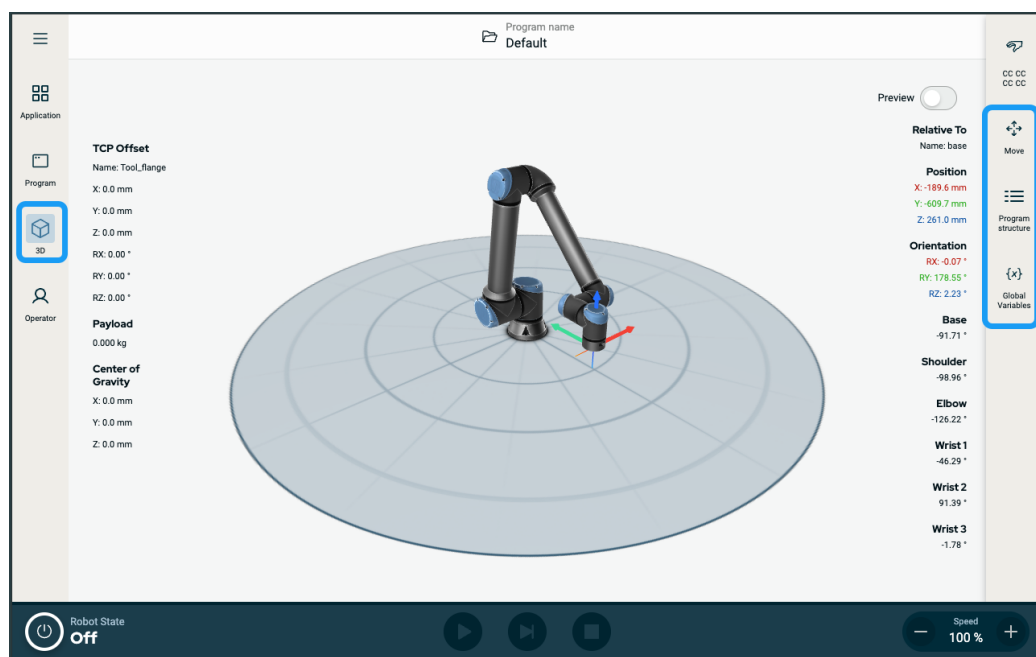 Program name
Default
Application
Program
3D
Operator
TCP Offset
Name: Tool_flange
X: 0.0 mm
Y: 0.0 mm
Z: 0.0 mm
RX: 0.00 °
RY: 0.00 °
RZ: 0.00 °
Payload
0.000 kg
Center of
Gravity
X: 0.0 mm
Y: 0.0 mm
Z: 0.0 mm
Preview
Relative To
Name: base
Position
X: -189.6 mm
Y: -609.7 mm
Z: 261.0 mm
Orientation
RX: -0.07 °
RY: 178.55 °
RZ: 2.23 °
Base
-91.71 °
Shoulder
-98.96 °
Elbow
-126.22 °
Wrist 1
-46.29 °
Wrist 2
91.39 °
Wrist 3
-1.78 °
CC CC
CC CC
Move
Program
structure
{x}
Global
Variables
Robot State
Off
Speed
100 %